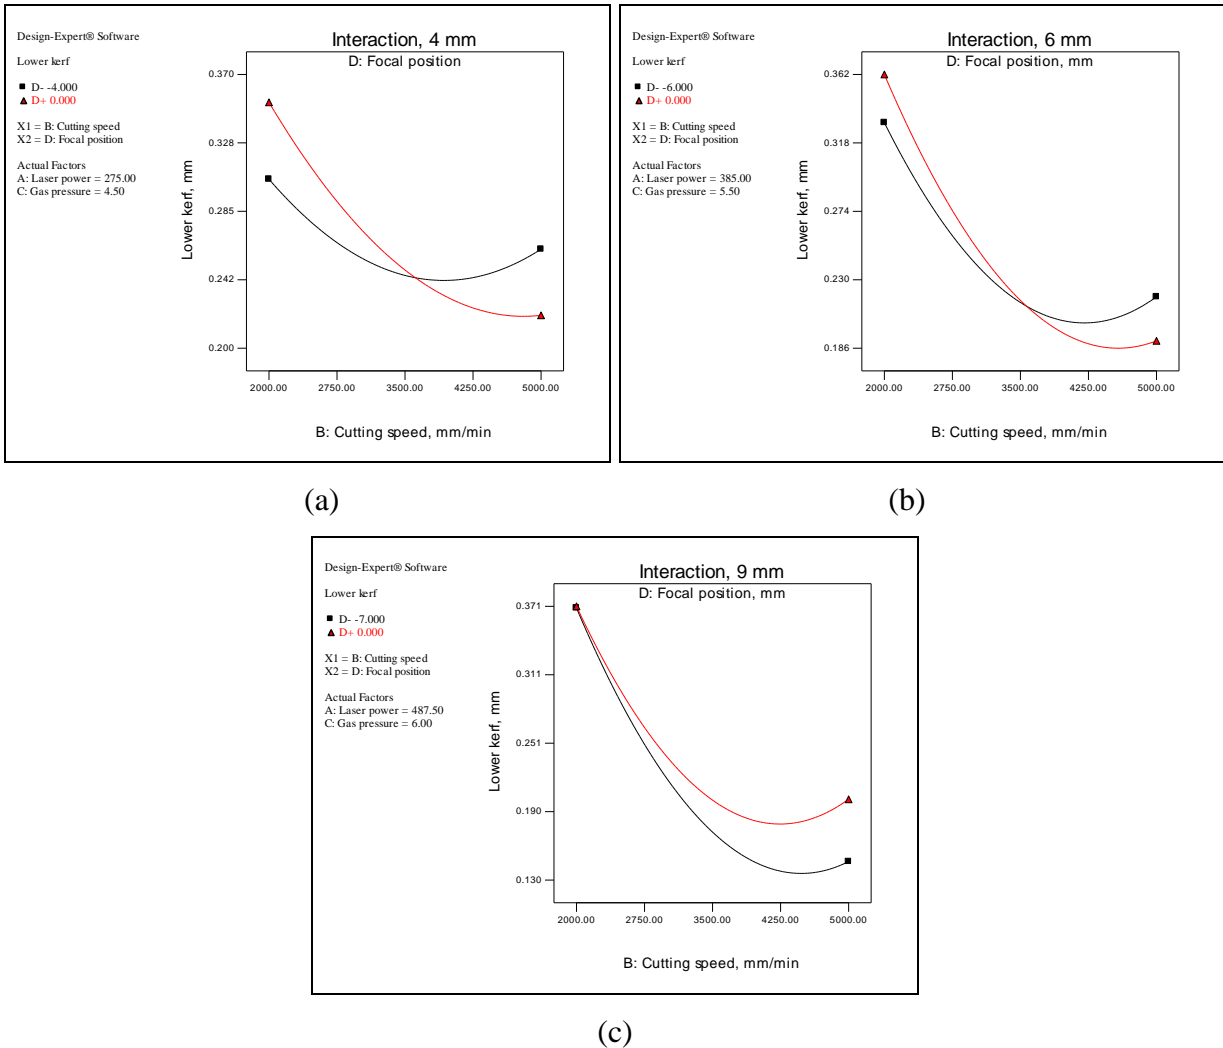 Design-Expert® Software
Lower kerf
D- -4.000
D+ 0.000
X1 = B: Cutting speed
X2 = D: Focal position
Actual Factors
A: Laser power = 275.00
C: Gas pressure = 4.50
Interaction, 4 mm
D: Focal position
Lower kerf, mm
0.370
0.328
0.285
0.242
0.200
2000.00 2750.00 3500.00 4250.00 5000.00
B: Cutting speed, mm/min
(a)
Design-Expert® Software
Lower kerf
D- -6.000
D+ 0.000
X1 = B: Cutting speed
X2 = D: Focal position
Actual Factors
A: Laser power = 385.00
C: Gas pressure = 5.50
Interaction, 6 mm
D: Focal position, mm
Lower kerf, mm
0.362
0.318
0.274
0.230
0.186
2000.00 2750.00 3500.00 4250.00 5000.00
B: Cutting speed, mm/min
(b)
Design-Expert® Software
Lower kerf
D- -7.000
D+ 0.000
X1 = B: Cutting speed
X2 = D: Focal position
Actual Factors
A: Laser power = 487.50
C: Gas pressure = 6.00
Interaction, 9 mm
D: Focal position, mm
Lower kerf, mm
0.371
0.311
0.251
0.190
0.130
2000.00 2750.00 3500.00 4250.00 5000.00
B: Cutting speed, mm/min
(c)